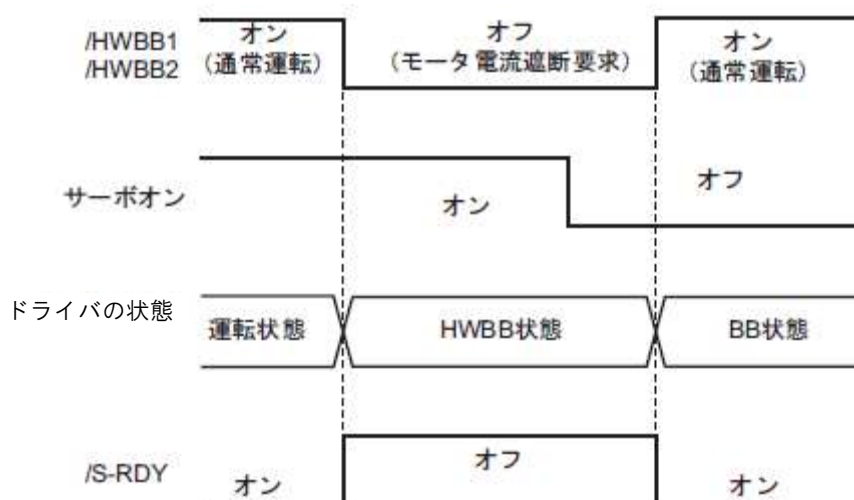 /HWBB1
/HWBB2
オン
(通常運転)
オフ
(モータ電流遮断要求)
オン
(通常運転)
サーボオン
オン
オフ
ドライバの状態
運転状態
HWBB状態
BB状態
/S-RDY
オン
オフ
オン